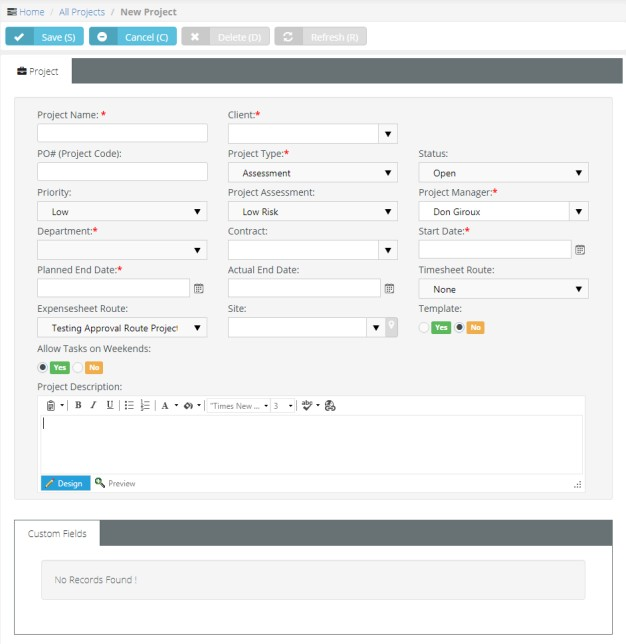 Home / All Projects / New Project
Save (S) Cancel (C) Delete (D) Refresh (R)
Project
Project Name: * Client:*
PO# (Project Code): Project Type:* Status:
Assessment Open
Priority: Project Assessment: Project Manager:*
Low Low Risk Don Giroux
Department:* Contract: Start Date:*
Planned End Date:* Actual End Date: Timesheet Route:
None
Expensesheet Route: Site: Template:
Testing Approval Route Project Yes No
Allow Tasks on Weekends:
Yes No
Project Description:
B I U A "Times New ... 3 abc
Design Preview
Custom Fields
No Records Found !